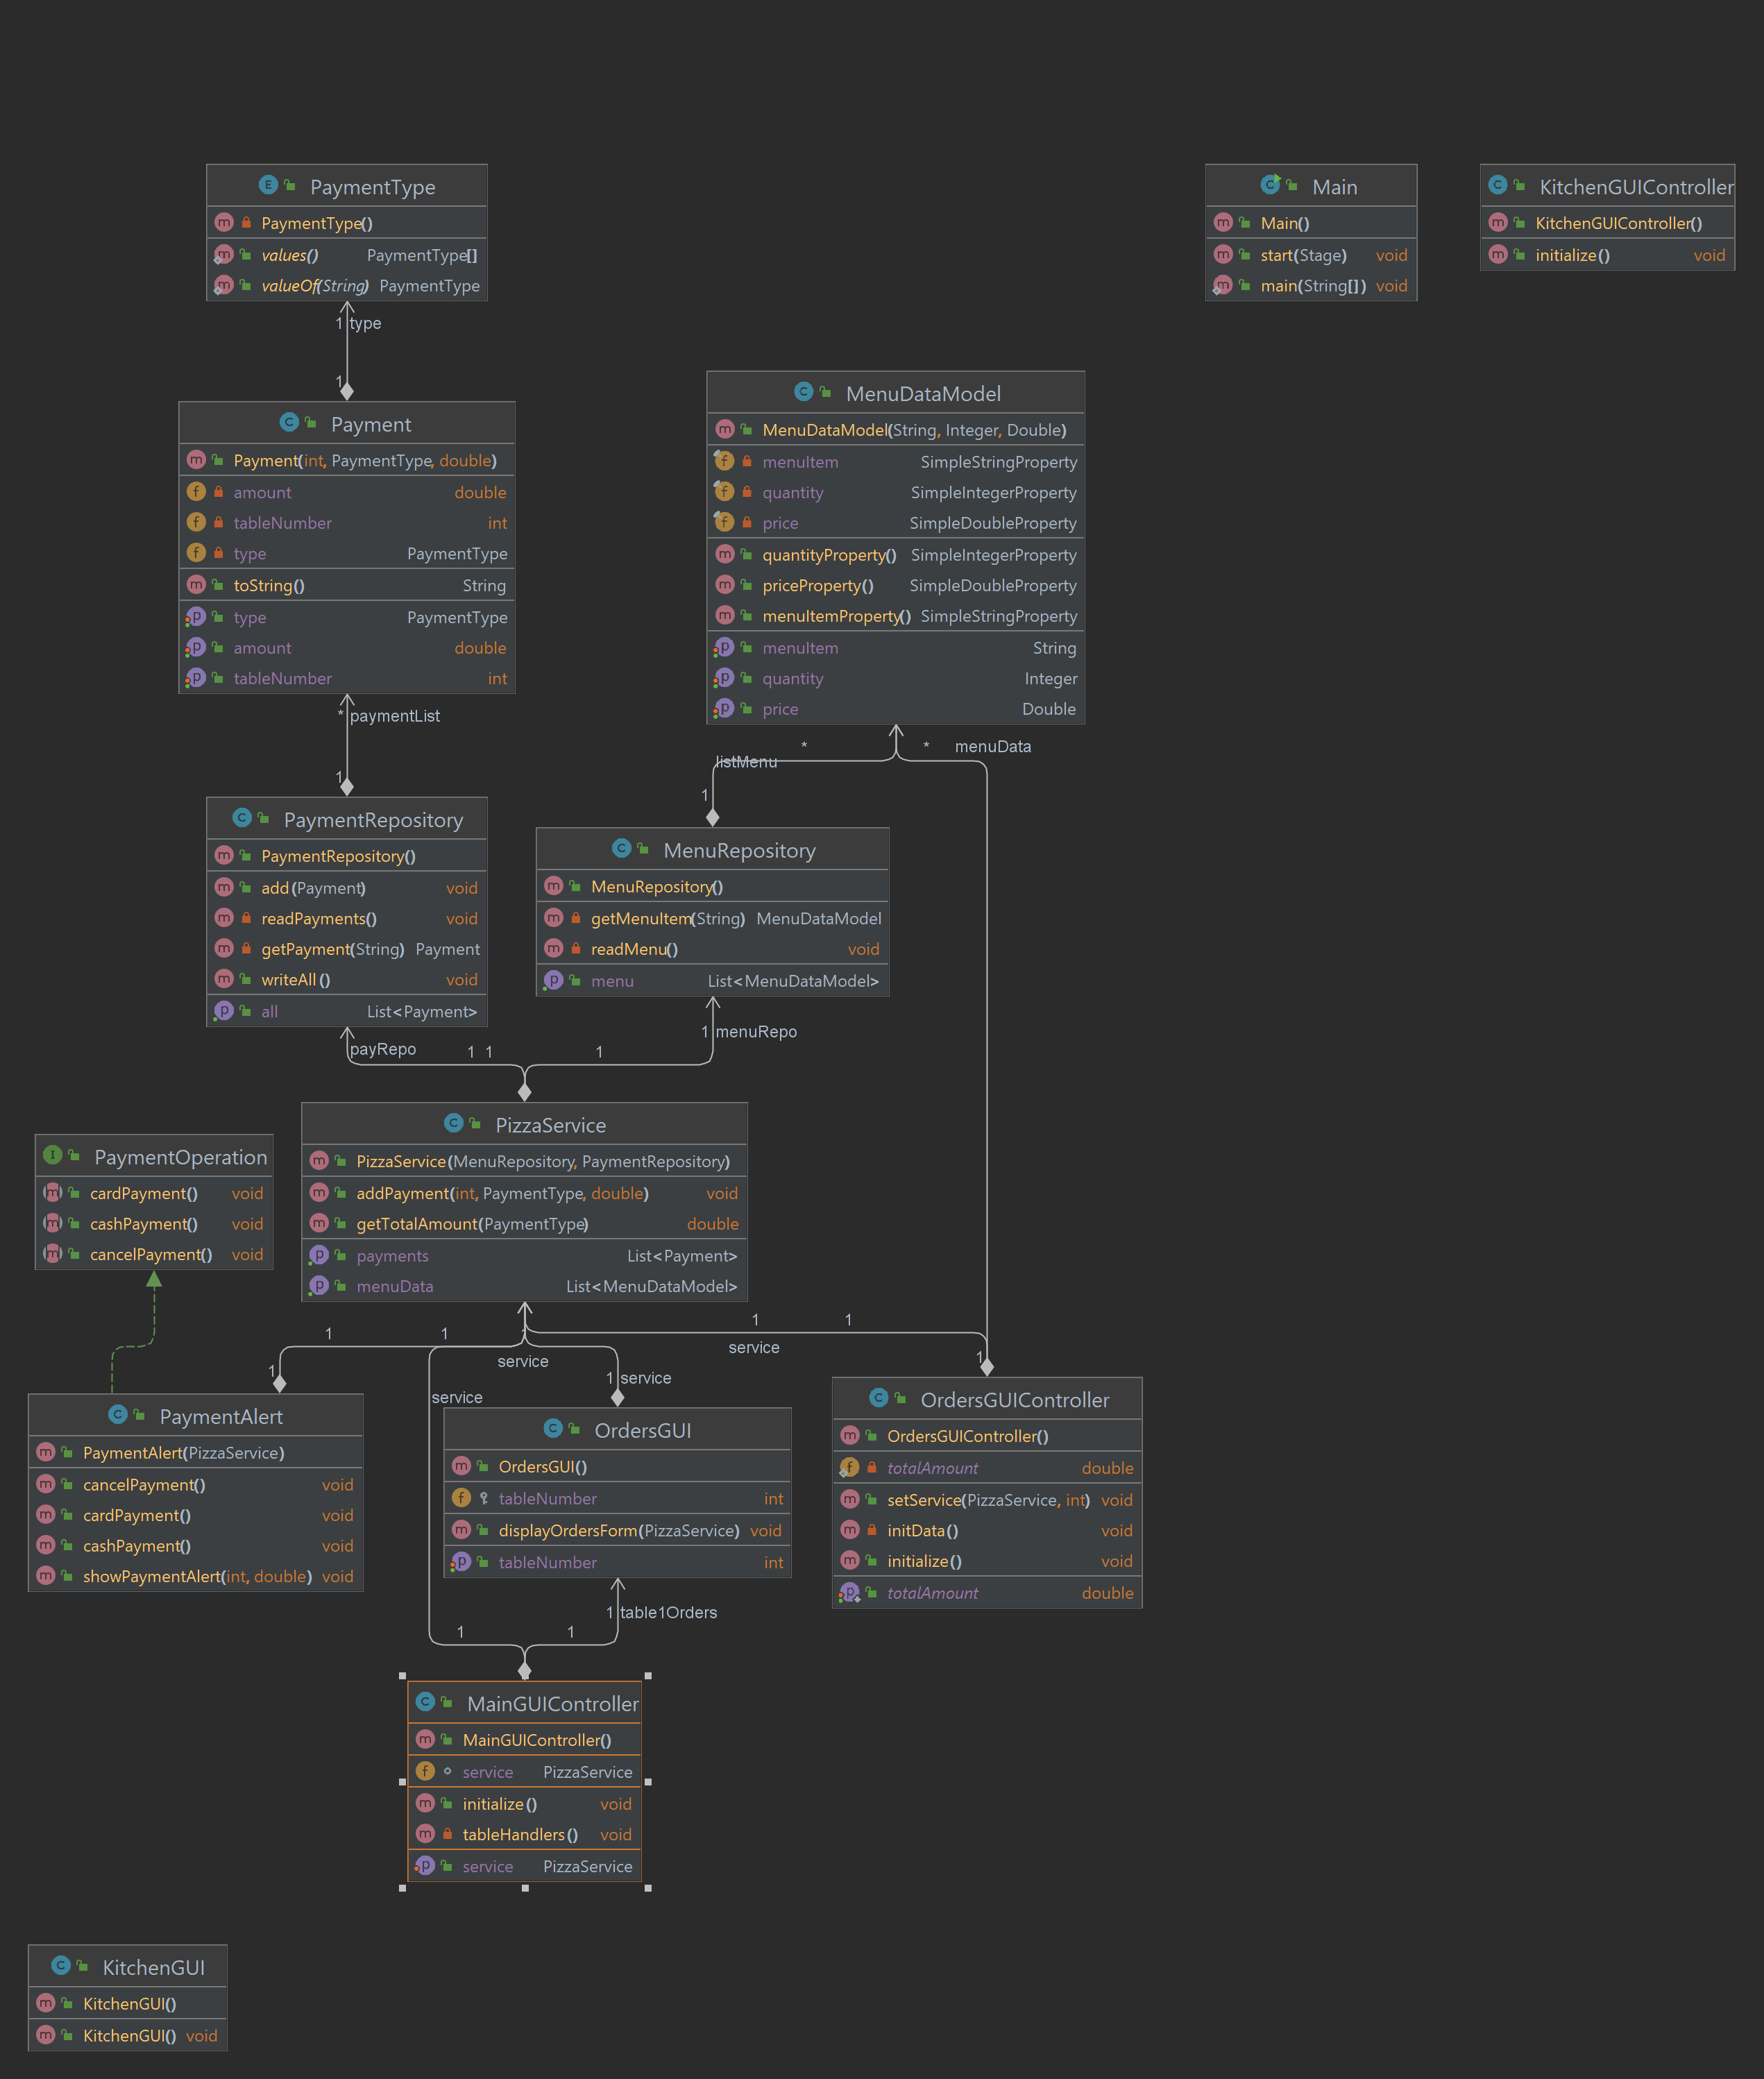 PaymentType
PaymentType()
values() PaymentType[]
valueOf(String) PaymentType
1 type
1
Main
Main()
start(Stage) void
main(String[]) void
KitchenGUIController
KitchenGUIController()
initialize() void
Payment
Payment(int, PaymentType, double)
amount double
tableNumber int
type PaymentType
toString() String
type PaymentType
amount double
tableNumber int
* paymentList
1
MenuDataModel
MenuDataModel(String, Integer, Double)
menuItem SimpleStringProperty
quantity SimpleIntegerProperty
price SimpleDoubleProperty
quantityProperty() SimpleIntegerProperty
priceProperty() SimpleDoubleProperty
menuItemProperty() SimpleStringProperty
menuItem String
quantity Integer
price Double
* * menuData
listMenu
1
PaymentRepository
PaymentRepository()
add(Payment) void
readPayments() void
getPayment(String) Payment
writeAll() void
all List<Payment>
MenuRepository
MenuRepository()
getMenuItem(String) MenuDataModel
readMenu() void
menu List<MenuDataModel>
1 menuRepo
payRepo 1 1 1
PizzaService
PizzaService(MenuRepository, PaymentRepository)
addPayment(int, PaymentType, double) void
getTotalAmount(PaymentType) double
payments List<Payment>
menuData List<MenuDataModel>
PaymentOperation
cardPayment() void
cashPayment() void
cancelPayment() void
1 1
1 1 1
service
service
1 1
1 service
service
PaymentAlert
PaymentAlert(PizzaService)
cancelPayment() void
cardPayment() void
cashPayment() void
showPaymentAlert(int, double) void
OrdersGUI
OrdersGUI()
tableNumber int
displayOrdersForm(PizzaService) void
tableNumber int
OrdersGUIController
OrdersGUIController()
totalAmount double
setService(PizzaService, int) void
initData() void
initialize() void
totalAmount double
1 table1Orders
1 1
MainGUIController
MainGUIController()
service PizzaService
initialize() void
tableHandlers() void
service PizzaService
KitchenGUI
KitchenGUI()
KitchenGUI() void